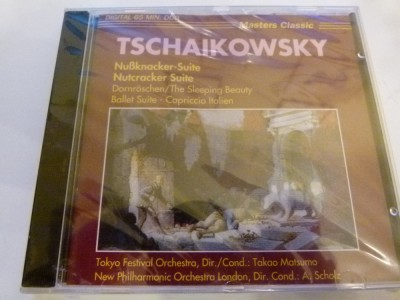 DIGITAL
Masters Classic
TSCHAIKOWSKY
Nußknacker-Suite
Nutcracker Suite
Dornröschen/The Sleeping Beauty
Ballet Suite - Capriccio Italien
Tokyo Festival Orchestra, Dir./Cond.: Takao Matsumo
New Philharmonic Orchestra London, Dir. Cond.: A. Scholz